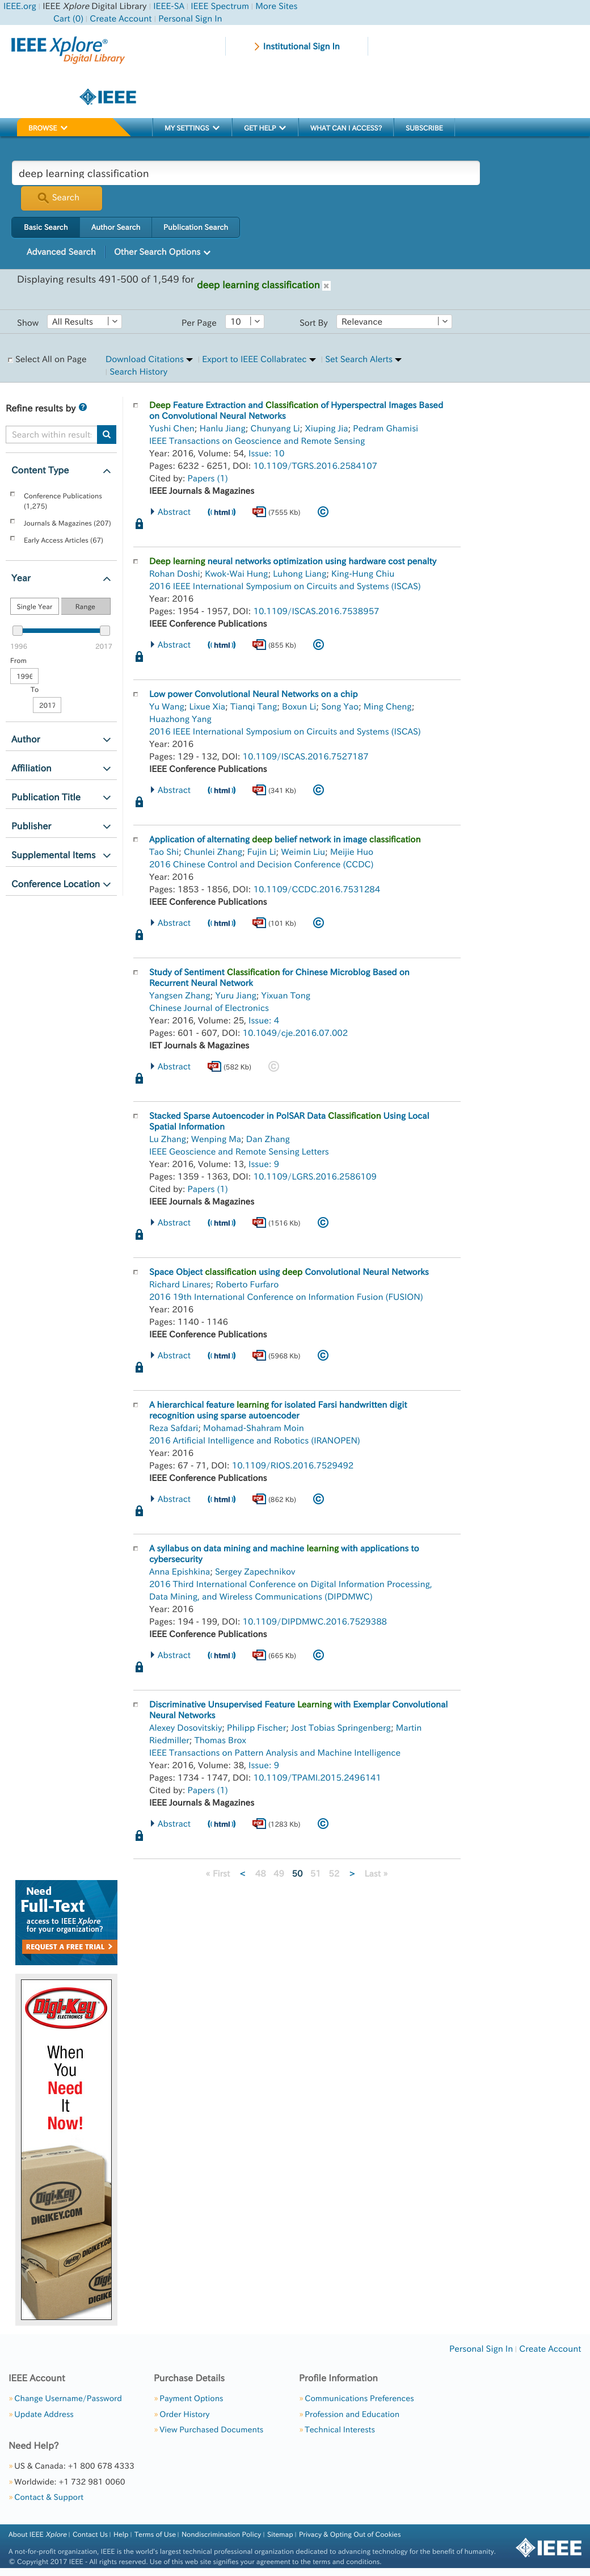 IEEE.org | IEEE Xplore Digital Library | IEEE-SA | IEEE Spectrum | More Sites
Cart (0) | Create Account | Personal Sign In
IEEE Xplore®
Digital Library
Institutional Sign In
IEEE
BROWSE MY SETTINGS GET HELP WHAT CAN I ACCESS? SUBSCRIBE
deep learning classification
Search
Basic Search Author Search Publication Search
Advanced Search Other Search Options
Displaying results 491-500 of 1,549 for deep learning classification
Show All Results Per Page 10 Sort By Relevance
Select All on Page Download Citations | Export to IEEE Collabratec | Set Search Alerts
| Search History
Refine results by
Search within results
Content Type
Conference Publications
(1,275)
Journals & Magazines (207)
Early Access Articles (67)
Year
Single Year Range
1996 2017
From
1996
To
2017
Author
Affiliation
Publication Title
Publisher
Supplemental Items
Conference Location
Deep Feature Extraction and Classification of Hyperspectral Images Based
on Convolutional Neural Networks
Yushi Chen; Hanlu Jiang; Chunyang Li; Xiuping Jia; Pedram Ghamisi
IEEE Transactions on Geoscience and Remote Sensing
Year: 2016, Volume: 54, Issue: 10
Pages: 6232 - 6251, DOI: 10.1109/TGRS.2016.2584107
Cited by: Papers (1)
IEEE Journals & Magazines
Abstract ((html)) PDF (7555 Kb) ©
Deep learning neural networks optimization using hardware cost penalty
Rohan Doshi; Kwok-Wai Hung; Luhong Liang; King-Hung Chiu
2016 IEEE International Symposium on Circuits and Systems (ISCAS)
Year: 2016
Pages: 1954 - 1957, DOI: 10.1109/ISCAS.2016.7538957
IEEE Conference Publications
Abstract ((html)) PDF (855 Kb) ©
Low power Convolutional Neural Networks on a chip
Yu Wang; Lixue Xia; Tianqi Tang; Boxun Li; Song Yao; Ming Cheng;
Huazhong Yang
2016 IEEE International Symposium on Circuits and Systems (ISCAS)
Year: 2016
Pages: 129 - 132, DOI: 10.1109/ISCAS.2016.7527187
IEEE Conference Publications
Abstract ((html)) PDF (341 Kb) ©
Application of alternating deep belief network in image classification
Tao Shi; Chunlei Zhang; Fujin Li; Weimin Liu; Meijie Huo
2016 Chinese Control and Decision Conference (CCDC)
Year: 2016
Pages: 1853 - 1856, DOI: 10.1109/CCDC.2016.7531284
IEEE Conference Publications
Abstract ((html)) PDF (101 Kb) ©
Study of Sentiment Classification for Chinese Microblog Based on
Recurrent Neural Network
Yangsen Zhang; Yuru Jiang; Yixuan Tong
Chinese Journal of Electronics
Year: 2016, Volume: 25, Issue: 4
Pages: 601 - 607, DOI: 10.1049/cje.2016.07.002
IET Journals & Magazines
Abstract PDF (582 Kb) ©
Stacked Sparse Autoencoder in PolSAR Data Classification Using Local
Spatial Information
Lu Zhang; Wenping Ma; Dan Zhang
IEEE Geoscience and Remote Sensing Letters
Year: 2016, Volume: 13, Issue: 9
Pages: 1359 - 1363, DOI: 10.1109/LGRS.2016.2586109
Cited by: Papers (1)
IEEE Journals & Magazines
Abstract ((html)) PDF (1516 Kb) ©
Space Object classification using deep Convolutional Neural Networks
Richard Linares; Roberto Furfaro
2016 19th International Conference on Information Fusion (FUSION)
Year: 2016
Pages: 1140 - 1146
IEEE Conference Publications
Abstract ((html)) PDF (5968 Kb) ©
A hierarchical feature learning for isolated Farsi handwritten digit
recognition using sparse autoencoder
Reza Safdari; Mohamad-Shahram Moin
2016 Artificial Intelligence and Robotics (IRANOPEN)
Year: 2016
Pages: 67 - 71, DOI: 10.1109/RIOS.2016.7529492
IEEE Conference Publications
Abstract ((html)) PDF (862 Kb) ©
A syllabus on data mining and machine learning with applications to
cybersecurity
Anna Epishkina; Sergey Zapechnikov
2016 Third International Conference on Digital Information Processing,
Data Mining, and Wireless Communications (DIPDMWC)
Year: 2016
Pages: 194 - 199, DOI: 10.1109/DIPDMWC.2016.7529388
IEEE Conference Publications
Abstract ((html)) PDF (665 Kb) ©
Discriminative Unsupervised Feature Learning with Exemplar Convolutional
Neural Networks
Alexey Dosovitskiy; Philipp Fischer; Jost Tobias Springenberg; Martin
Riedmiller; Thomas Brox
IEEE Transactions on Pattern Analysis and Machine Intelligence
Year: 2016, Volume: 38, Issue: 9
Pages: 1734 - 1747, DOI: 10.1109/TPAMI.2015.2496141
Cited by: Papers (1)
IEEE Journals & Magazines
Abstract ((html)) PDF (1283 Kb) ©
« First < 48 49 50 51 52 > Last »
Need
Full-Text
access to IEEE Xplore
for your organization?
REQUEST A FREE TRIAL >
Digi-Key
ELECTRONICS
When
You
Need
It
Now!
Digi-Key
DIGIKEY.COM
Personal Sign In | Create Account
IEEE Account
» Change Username/Password
» Update Address
Purchase Details
» Payment Options
» Order History
» View Purchased Documents
Profile Information
» Communications Preferences
» Profession and Education
» Technical Interests
Need Help?
» US & Canada: +1 800 678 4333
» Worldwide: +1 732 981 0060
» Contact & Support
About IEEE Xplore | Contact Us | Help | Terms of Use | Nondiscrimination Policy | Sitemap | Privacy & Opting Out of Cookies
A not-for-profit organization, IEEE is the world's largest technical professional organization dedicated to advancing technology for the benefit of humanity.
© Copyright 2017 IEEE - All rights reserved. Use of this web site signifies your agreement to the terms and conditions.
IEEE